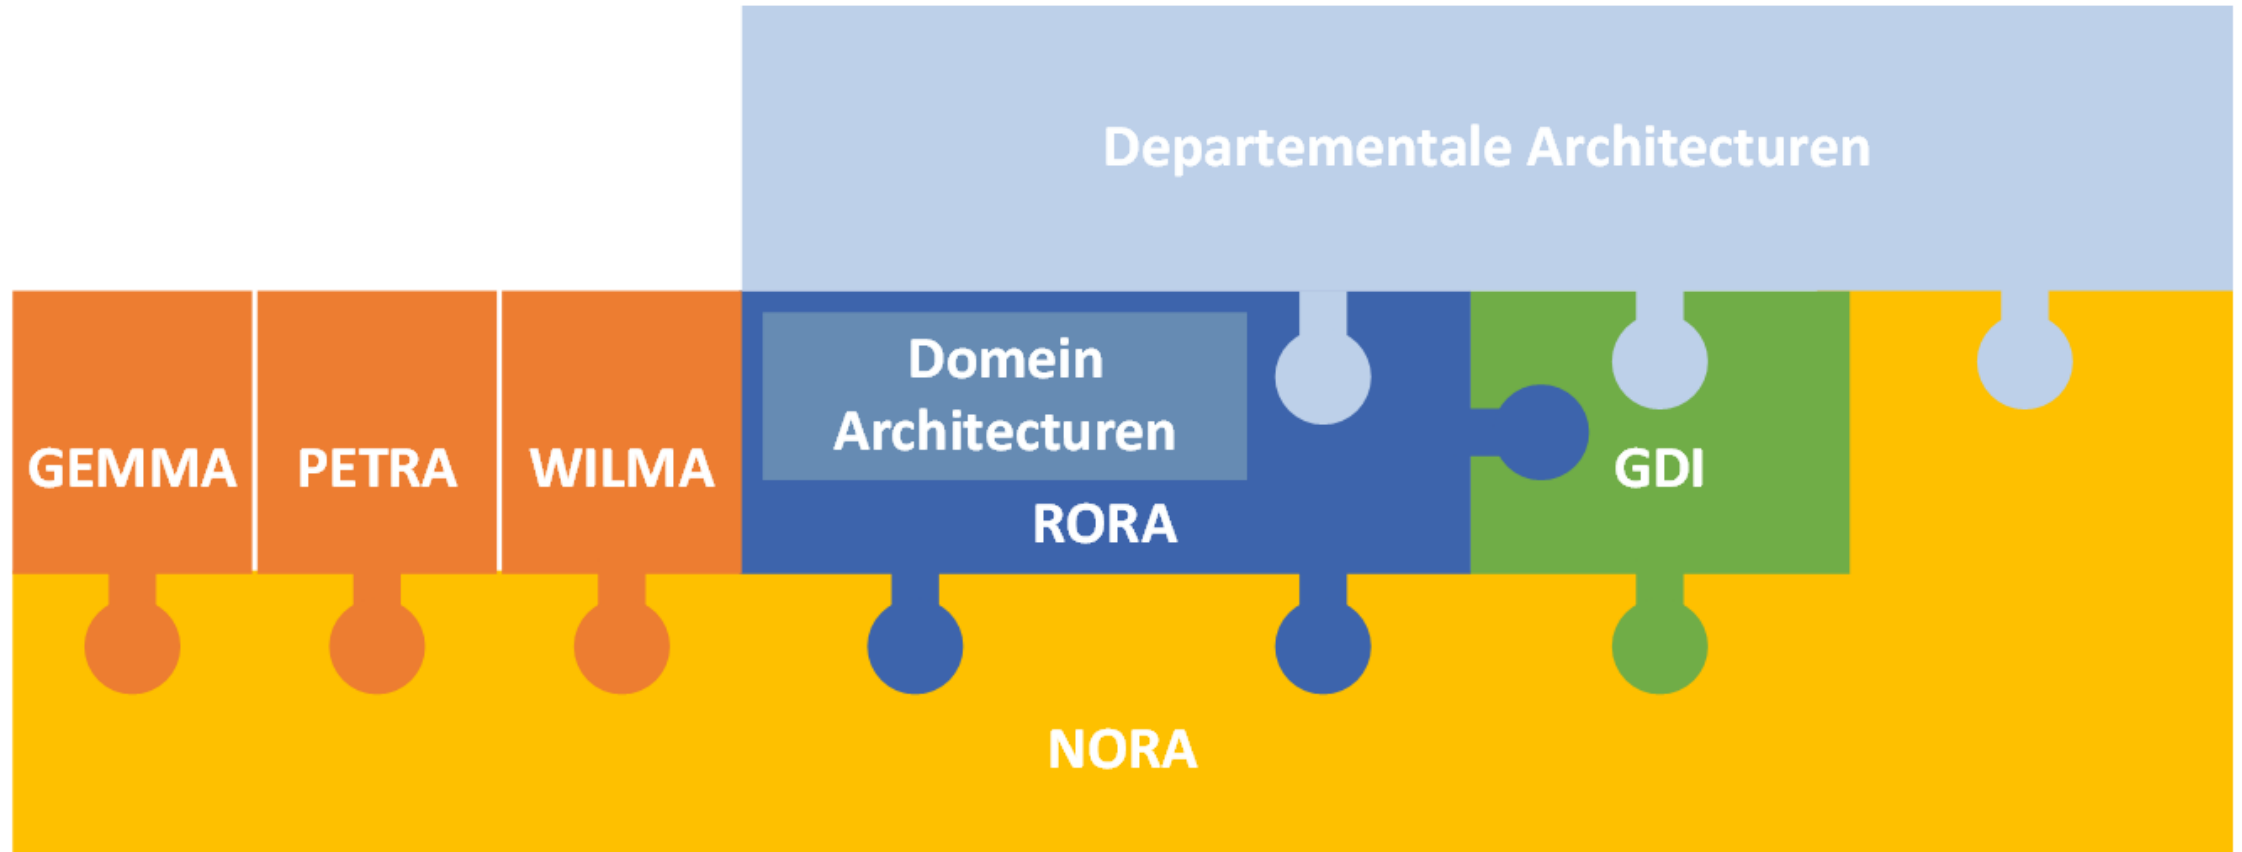 Departementale Architecturen
Domein
Architecturen
GEMMA
PETRA
WILMA
GDI
RORA
NORA